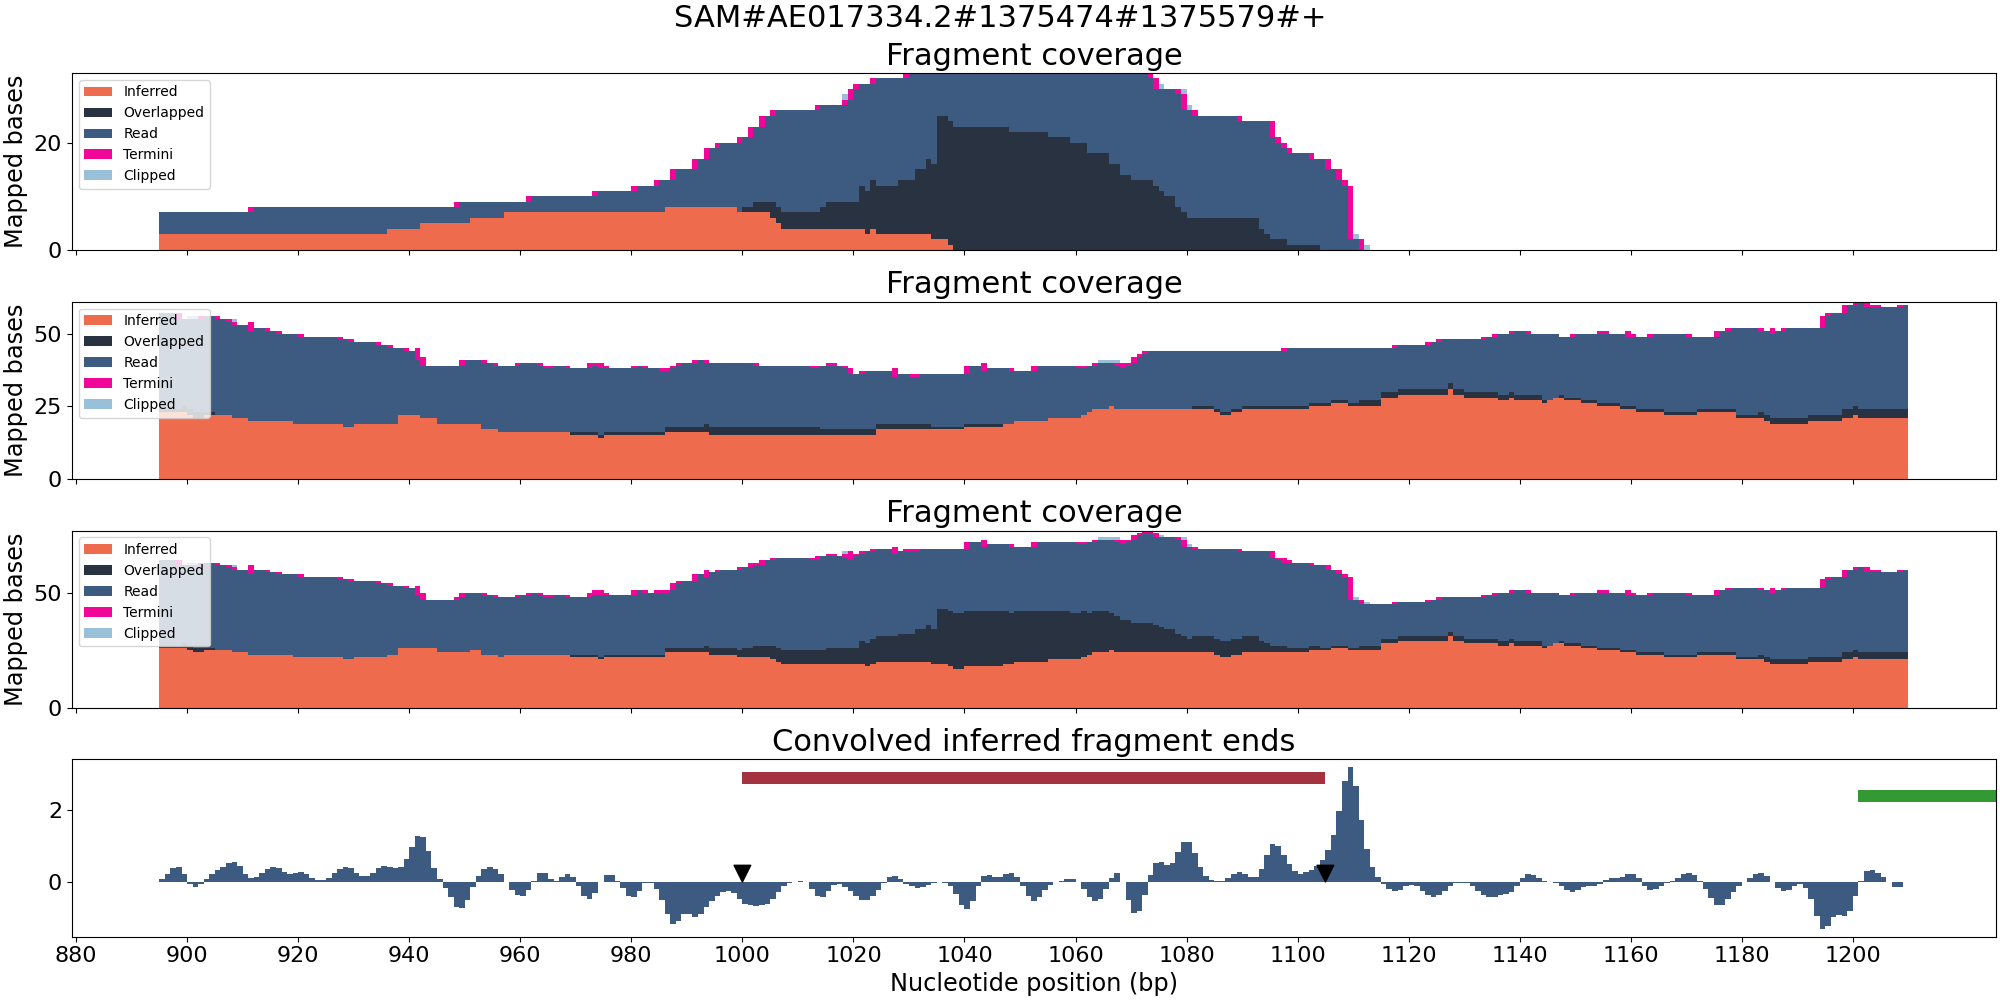 SAM#AE017334.2#1375474#1375579#+
Fragment coverage
Mapped bases
20
0
Inferred
Overlapped
Read
Termini
Clipped
Fragment coverage
Mapped bases
50
25
0
Inferred
Overlapped
Read
Termini
Clipped
Fragment coverage
Mapped bases
50
0
Inferred
Overlapped
Read
Termini
Clipped
Convolved inferred fragment ends
2
0
880 900 920 940 960 980 1000 1020 1040 1060 1080 1100 1120 1140 1160 1180 1200
Nucleotide position (bp)